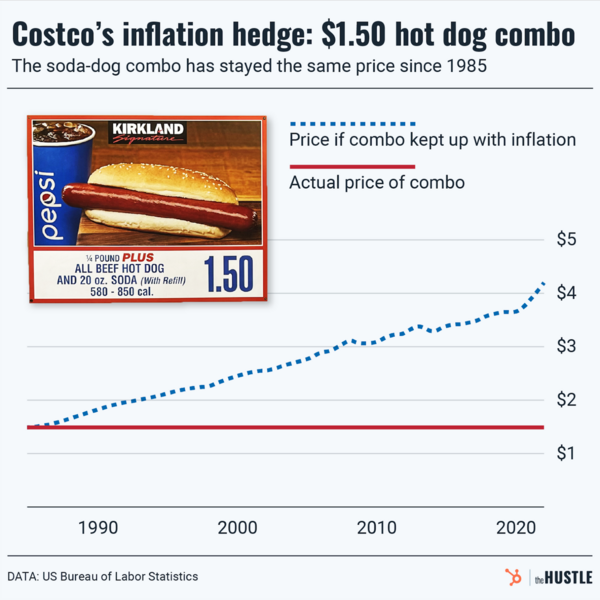 Costco’s inflation hedge: $1.50 hot dog combo
The soda-dog combo has stayed the same price since 1985
KIRKLAND
Signature
pepsi
¼ POUND PLUS
ALL BEEF HOT DOG
AND 20 oz. SODA (With Refill)
580 - 850 cal.
1.50
Price if combo kept up with inflation
Actual price of combo
$5
$4
$3
$2
$1
1990 2000 2010 2020
DATA: US Bureau of Labor Statistics
the HUSTLE